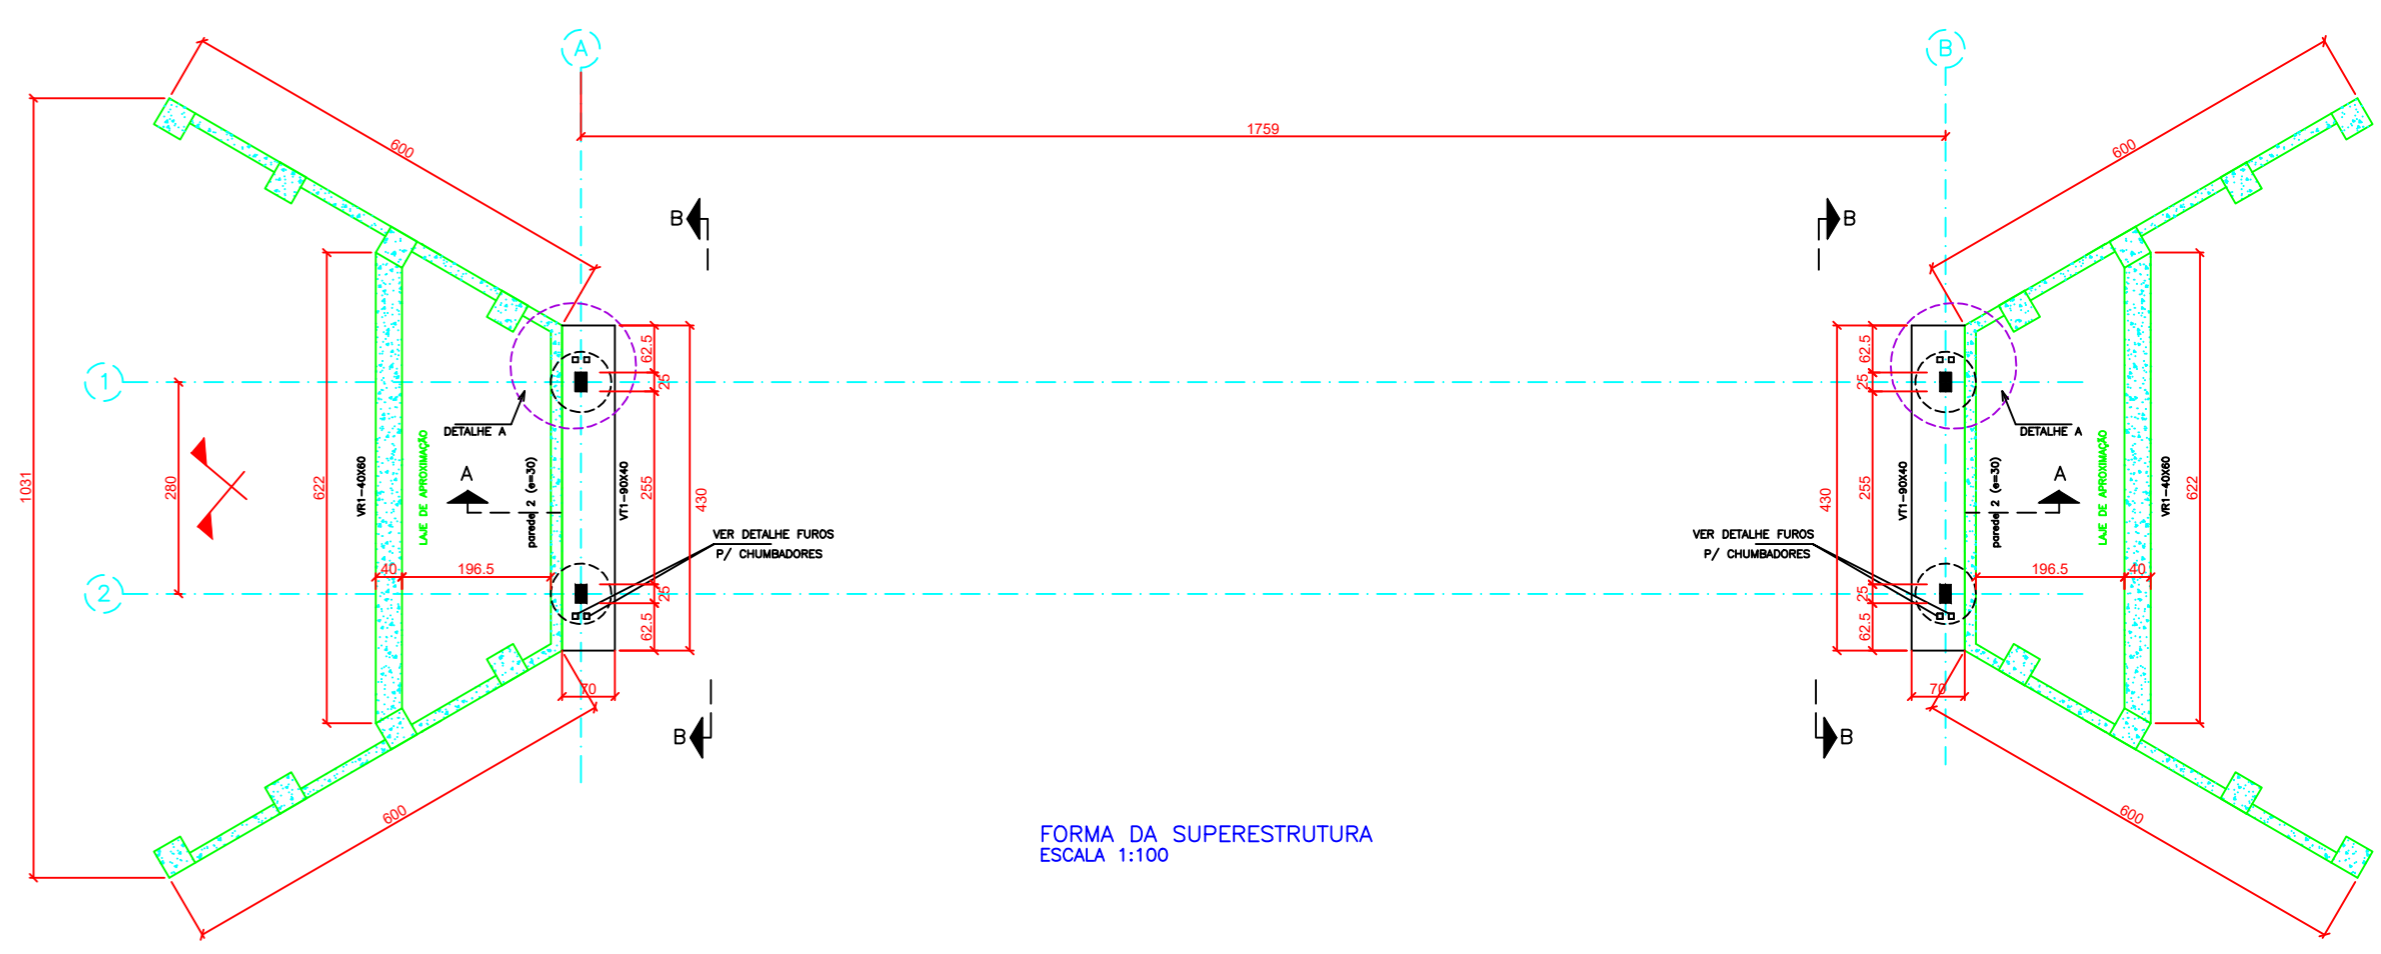 A
B
1759
600
600
B
B
62.5
62.5
1
25
25
DETALHE A
DETALHE A
1031
280
622
VR1-40X60
LAJE DE APROXIMAÇÃO
A
parede 2 (e=30)
VT1-90X40
255
430
430
255
VT1-90X40
parede 2 (e=30)
A
LAJE DE APROXIMAÇÃO
VR1-40X60
622
VER DETALHE FUROS
P/ CHUMBADORES
VER DETALHE FUROS
P/ CHUMBADORES
40
196.5
196.5
40
2
25
25
62.5
62.5
70
70
B
B
600
600
FORMA DA SUPERESTRUTURA
ESCALA 1:100